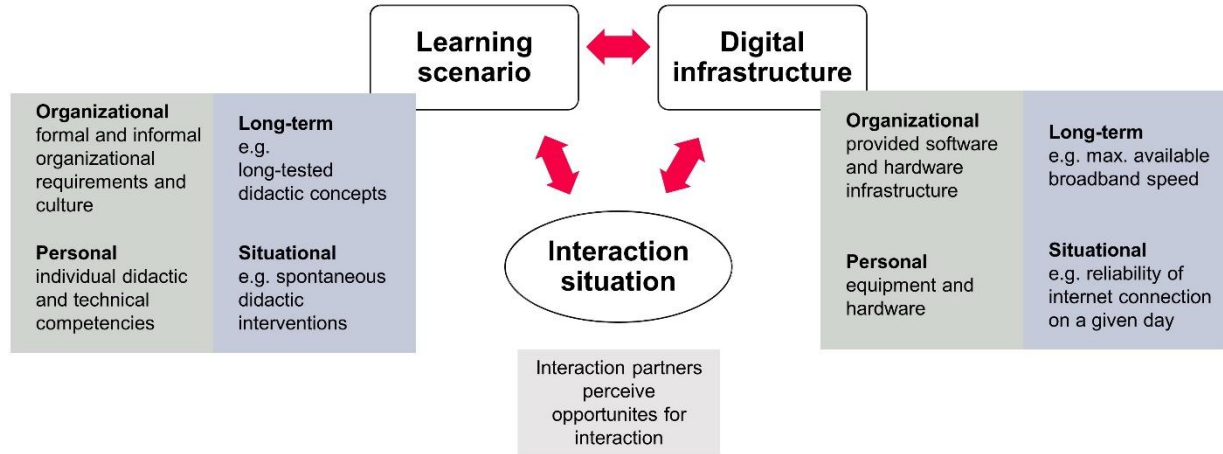 Learning
scenario
Digital
infrastructure
Organizational
formal and informal
organizational
requirements and
culture
Personal
individual didactic
and technical
competencies
Long-term
e.g.
long-tested
didactic concepts
Situational
e.g. spontaneous
didactic
interventions
Interaction
situation
Interaction partners
perceive
opportunites for
interaction
Organizational
provided software
and hardware
infrastructure
Personal
equipment and
hardware
Long-term
e.g. max. available
broadband speed
Situational
e.g. reliability of
internet connection
on a given day